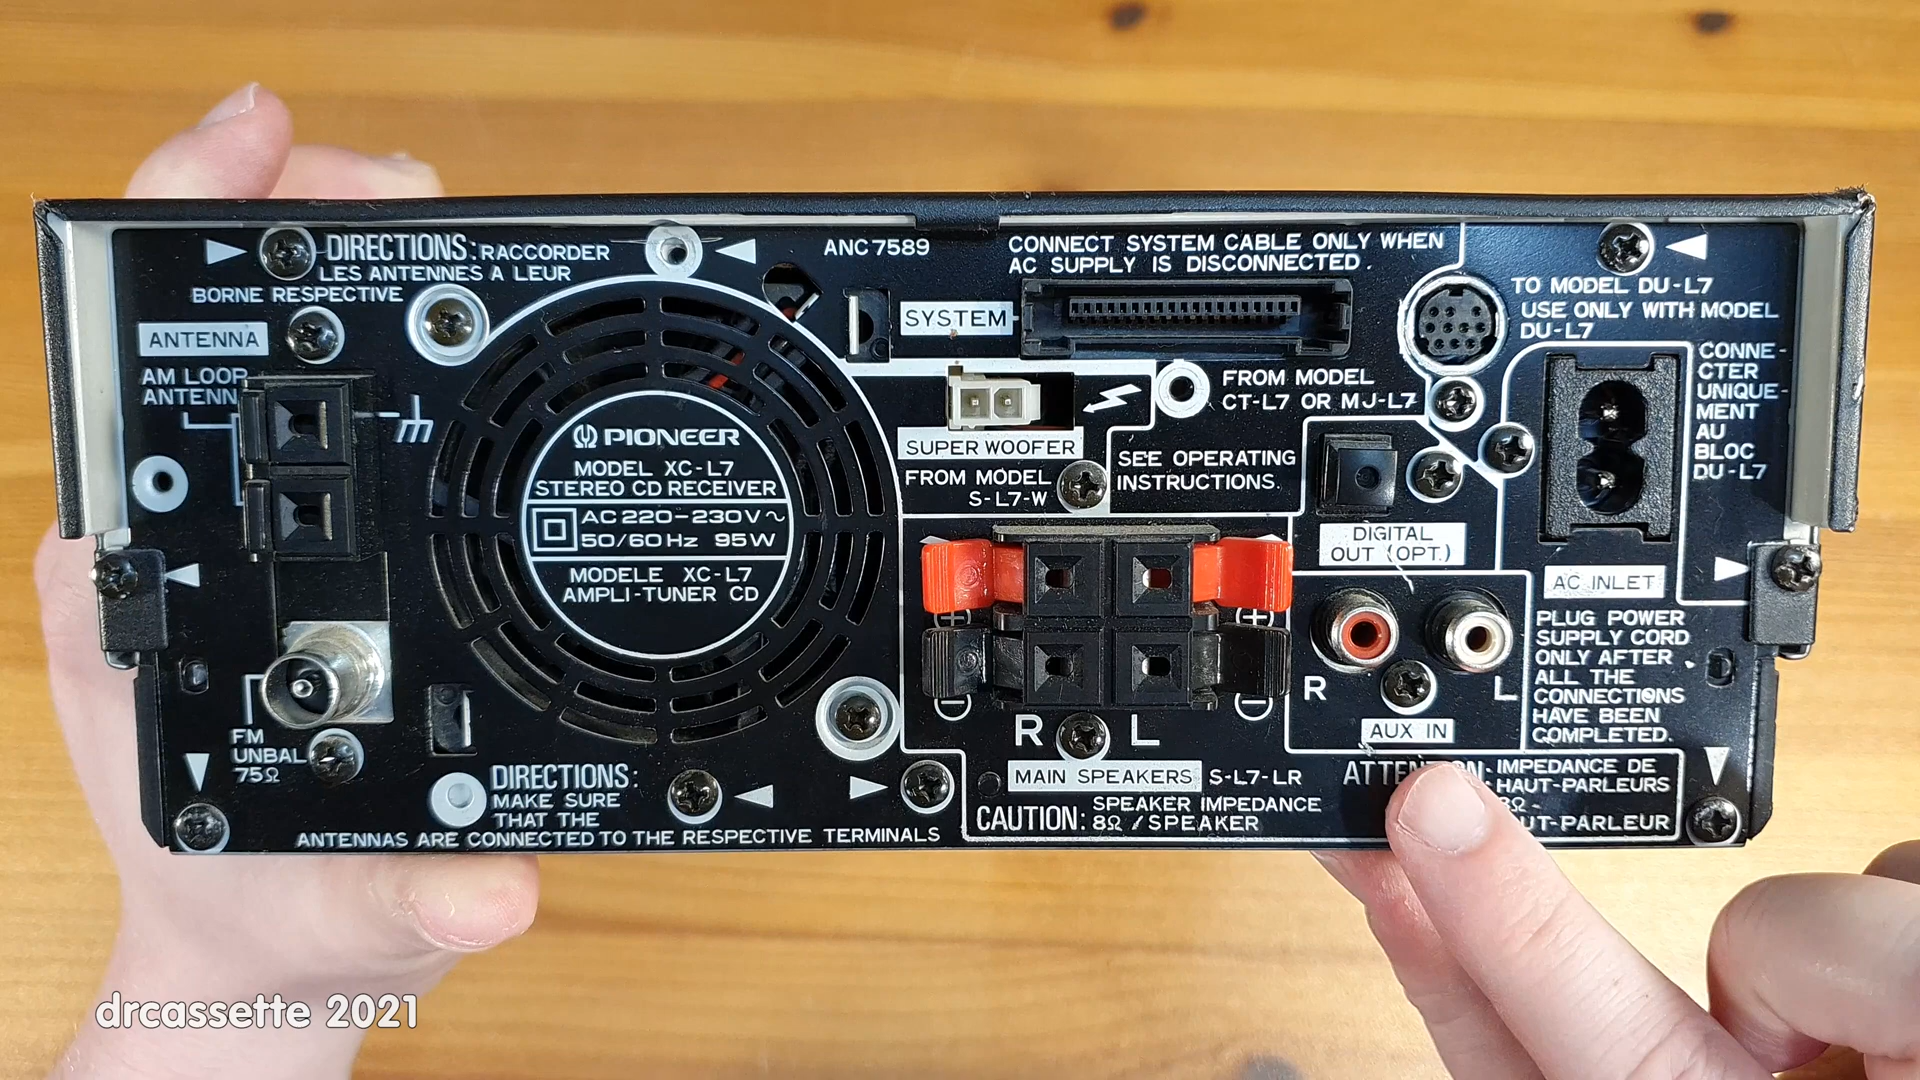 DIRECTIONS: RACCORDER
LES ANTENNES A LEUR
BORNE RESPECTIVE
ANTENNA
AM LOOP
ANTENN
PIONEER
MODEL XC-L7
STEREO CD RECEIVER
AC 220-230V~
50/60Hz 95W
MODELE XC-L7
AMPLI-TUNER CD
FM
UNBAL
75Ω
DIRECTIONS:
MAKE SURE
THAT THE
ANTENNAS ARE CONNECTED TO THE RESPECTIVE TERMINALS
ANC7589
CONNECT SYSTEM CABLE ONLY WHEN
AC SUPPLY IS DISCONNECTED.
SYSTEM
TO MODEL DU-L7
USE ONLY WITH MODEL
DU-L7
FROM MODEL
CT-L7 OR MJ-L7
SUPER WOOFER
FROM MODEL
S-L7-W
SEE OPERATING
INSTRUCTIONS.
DIGITAL
OUT (OPT.)
CONNE-
CTER
UNIQUE-
MENT
AU
BLOC
DU-L7
AC INLET
PLUG POWER
SUPPLY CORD
ONLY AFTER
ALL THE
CONNECTIONS
HAVE BEEN
COMPLETED.
⊕ ⊕
⊖ ⊖
R L
MAIN SPEAKERS S-L7-LR
CAUTION: SPEAKER IMPEDANCE
8Ω/SPEAKER
R L
AUX IN
IMPEDANCE DE
HAUT-PARLEURS
8Ω-
UT-PARLEUR
drcassette 2021